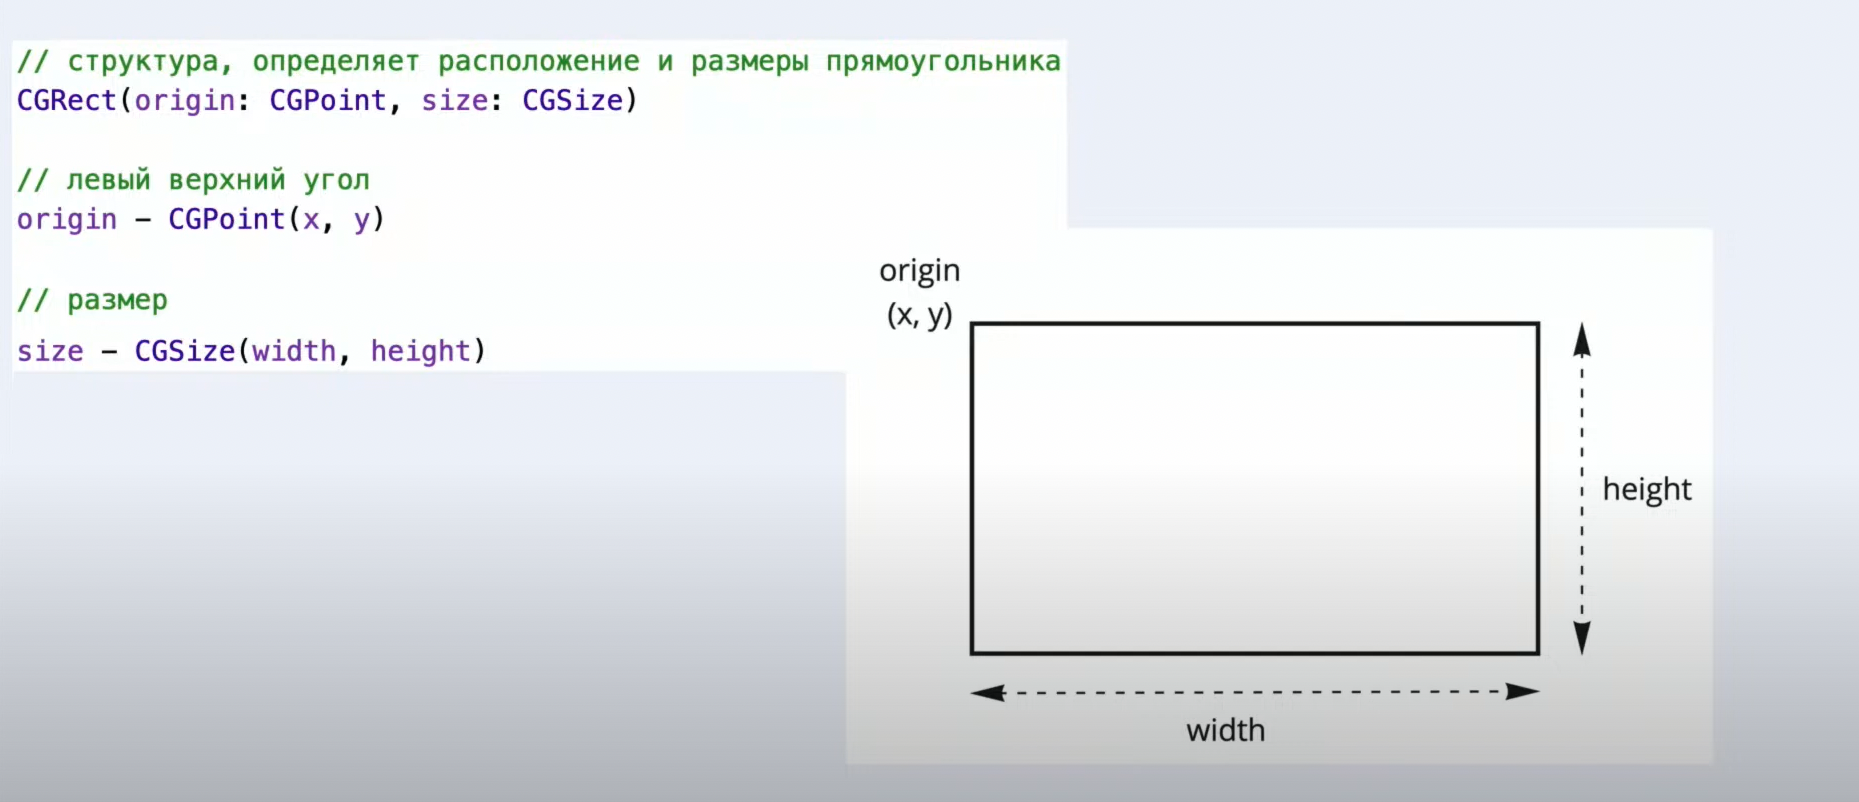 // структура, определяет расположение и размеры прямоугольника
CGRect(origin: CGPoint, size: CGSize)
// левый верхний угол
origin – CGPoint(x, y)
// размер
size – CGSize(width, height)
origin
(x, y)
height
width